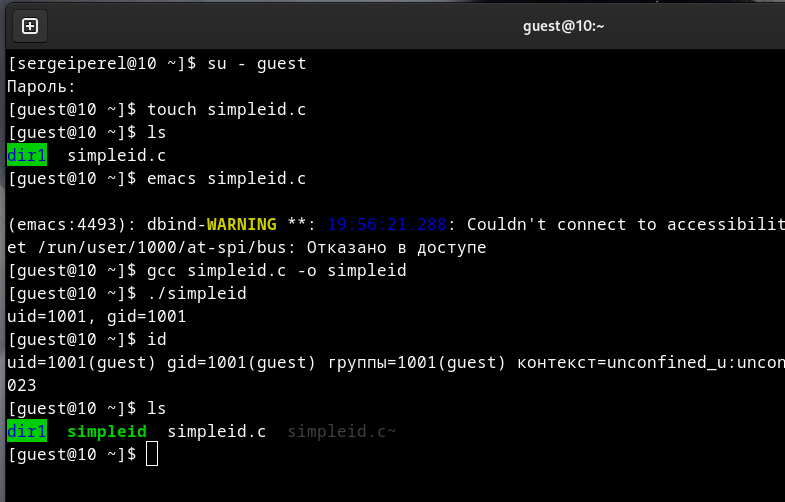 guest@10:~
[sergeiperel@10 ~]$ su - guest
Пароль:
[guest@10 ~]$ touch simpleid.c
[guest@10 ~]$ ls
dir1  simpleid.c
[guest@10 ~]$ emacs simpleid.c
(emacs:4493): dbind-WARNING **: 19:56:21.288: Couldn't connect to accessibilit
et /run/user/1000/at-spi/bus: Отказано в доступе
[guest@10 ~]$ gcc simpleid.c -o simpleid
[guest@10 ~]$ ./simpleid
uid=1001, gid=1001
[guest@10 ~]$ id
uid=1001(guest) gid=1001(guest) группы=1001(guest) контекст=unconfined_u:uncon
023
[guest@10 ~]$ ls
dir1  simpleid  simpleid.c  simpleid.c~
[guest@10 ~]$